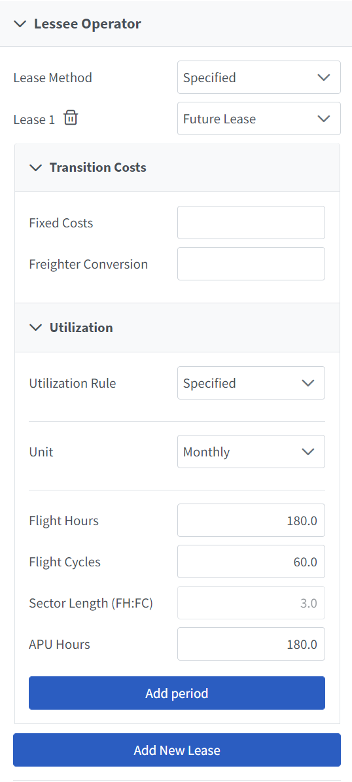 Lessee Operator
Lease Method Specified
Lease 1 Future Lease
Transition Costs
Fixed Costs
Freighter Conversion
Utilization
Utilization Rule Specified
Unit Monthly
Flight Hours 180.0
Flight Cycles 60.0
Sector Length (FH:FC) 3.0
APU Hours 180.0
Add period
Add New Lease